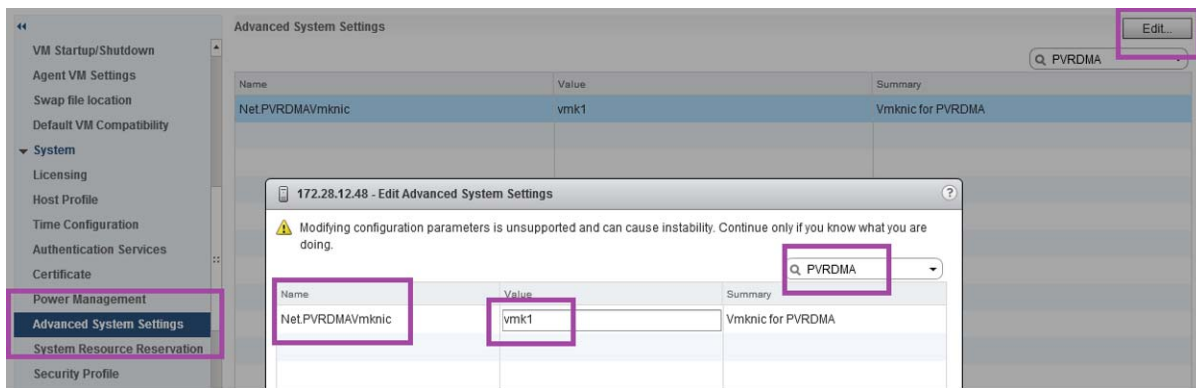 VM Startup/Shutdown
Agent VM Settings
Swap file location
Default VM Compatibility
System
Licensing
Host Profile
Time Configuration
Authentication Services
Certificate
Power Management
Advanced System Settings
System Resource Reservation
Security Profile
Advanced System Settings
Edit...
PVRDMA
Name Value Summary
Net.PVRDMAVmknic vmk1 Vmknic for PVRDMA
172.28.12.48 - Edit Advanced System Settings
?
Modifying configuration parameters is unsupported and can cause instability. Continue only if you know what you are
doing.
PVRDMA
Name Value Summary
Net.PVRDMAVmknic vmk1 Vmknic for PVRDMA